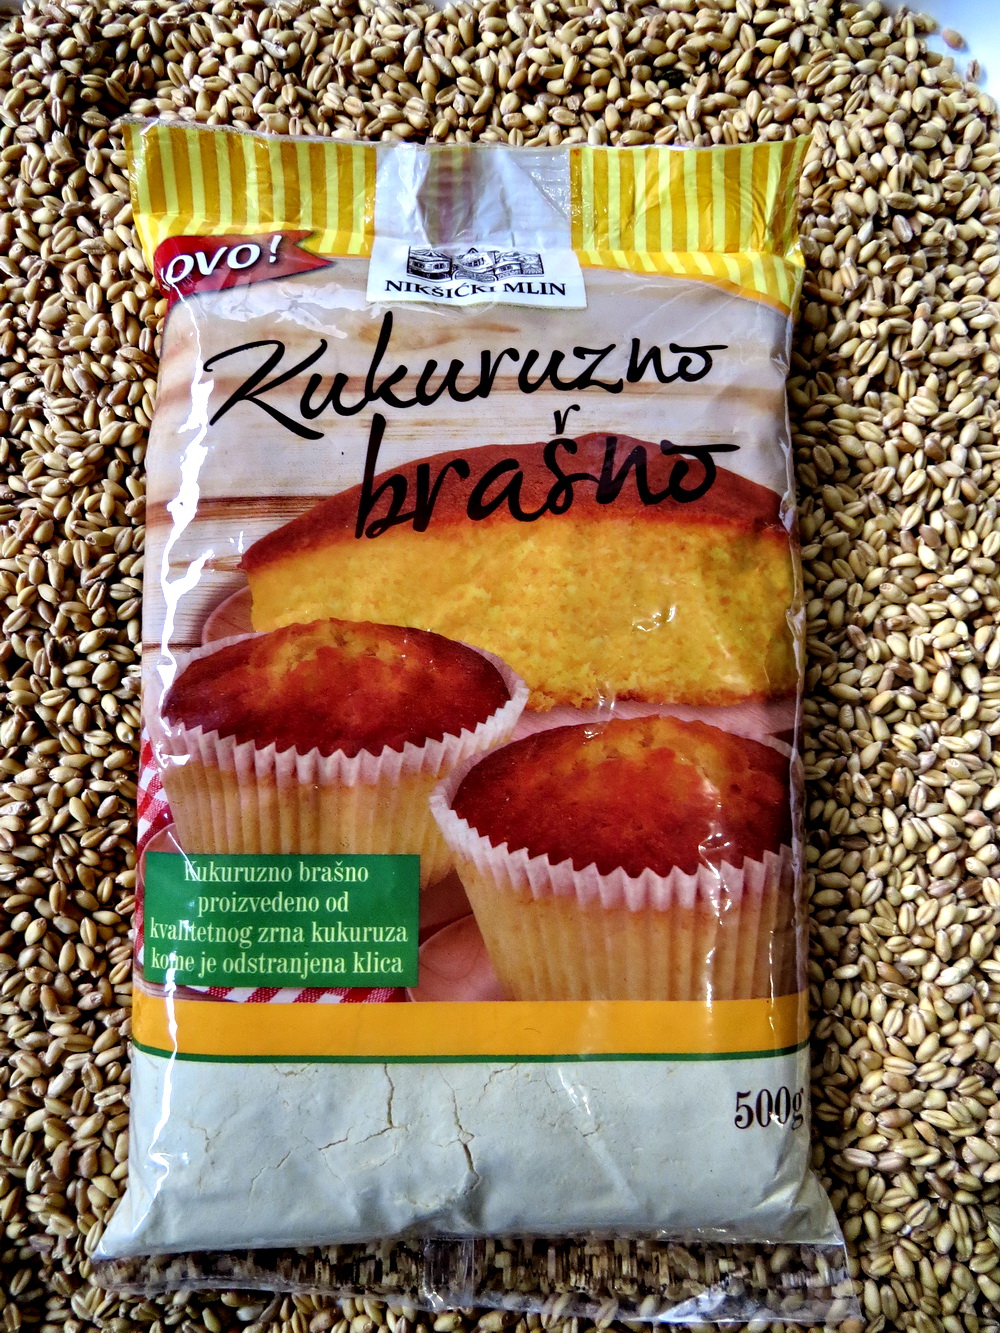 OVO!
NIKŠIĆKI MLIN
Kukuruzno
brašno
Kukuruzno brašno
proizvedeno od
kvalitetnog zrna kukuruza
kome je odstranjena klica
500g